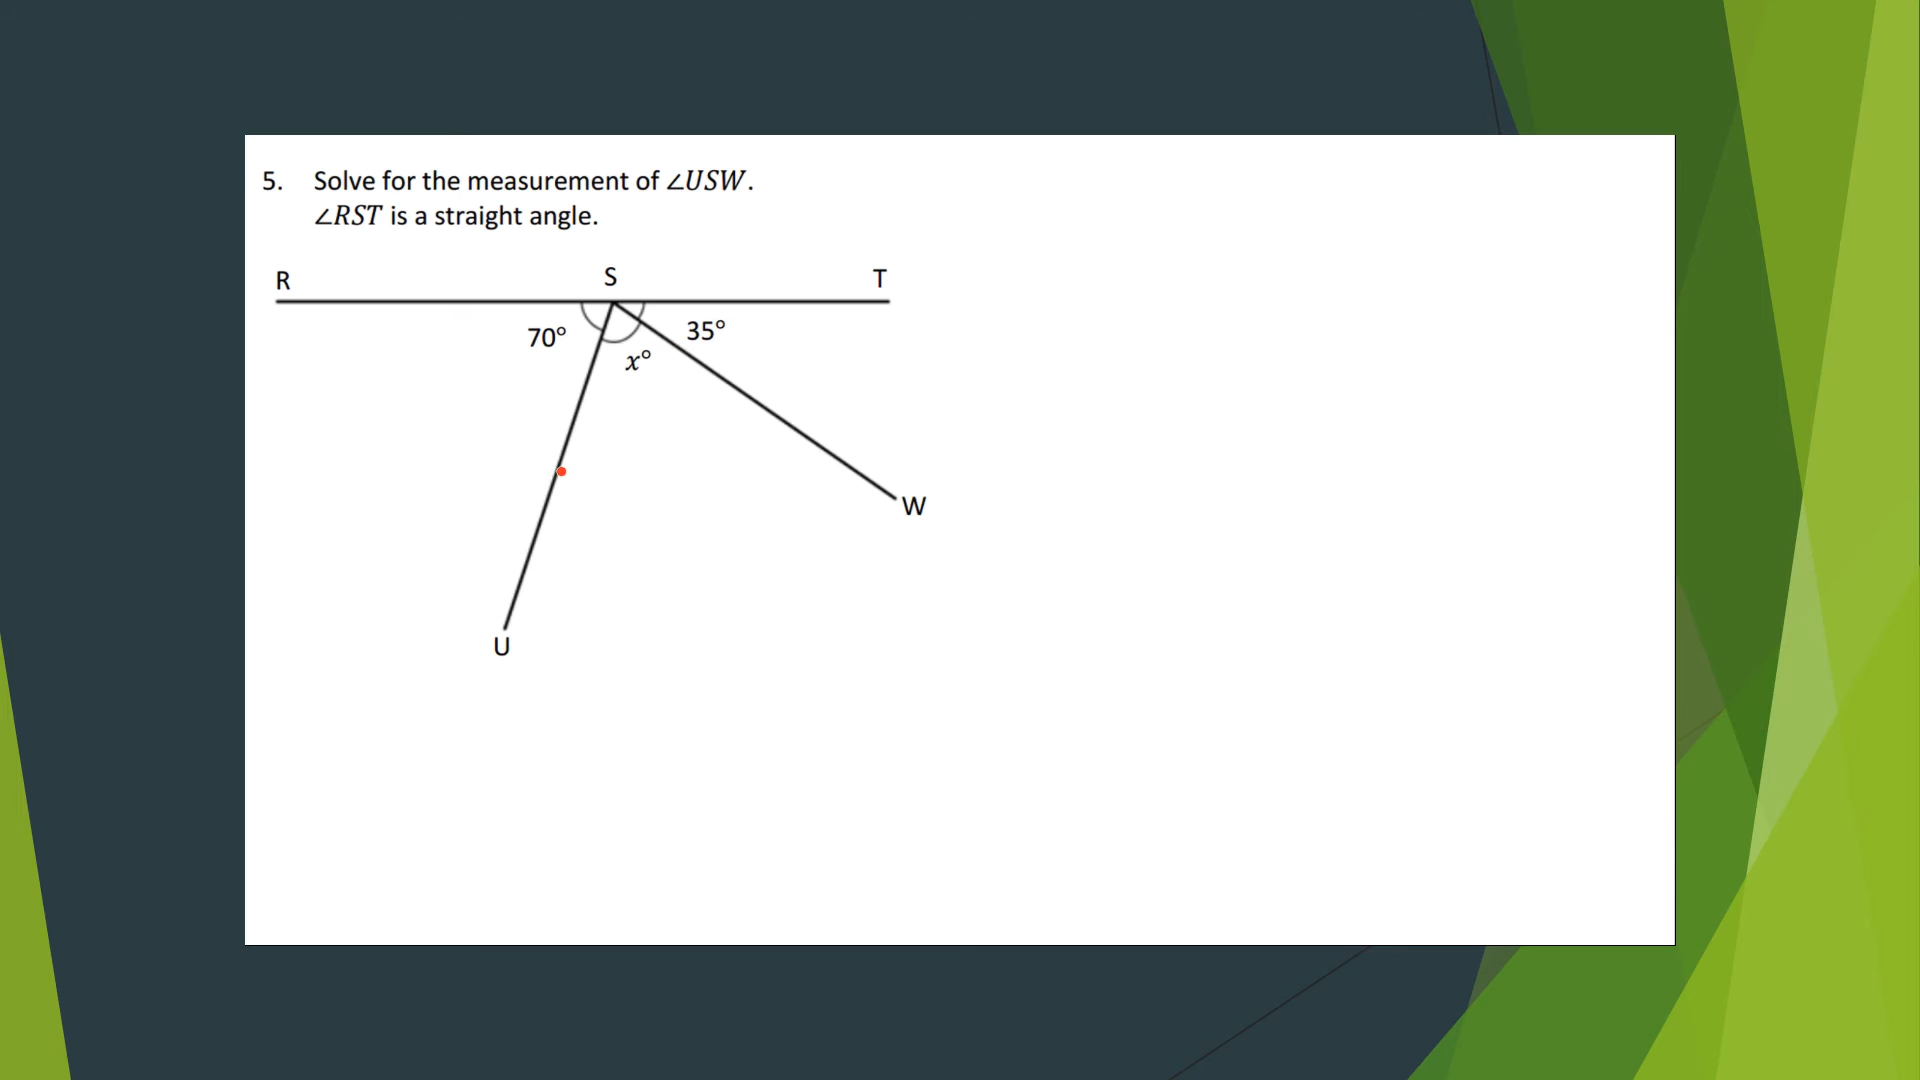 5. Solve for the measurement of ∠USW.
∠RST is a straight angle.
R S T
70° 35°
x°
W
U